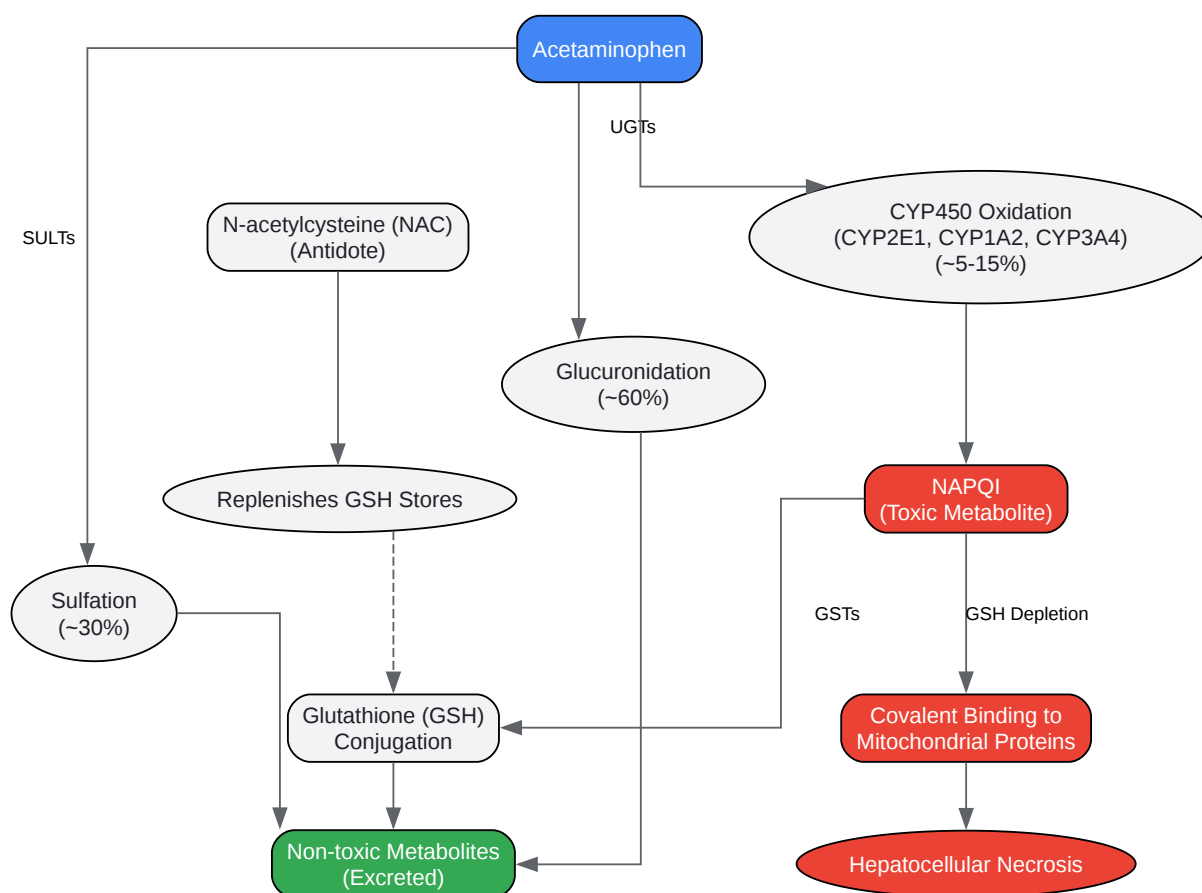 Acetaminophen
UGTs
CYP450 Oxidation
(CYP2E1, CYP1A2, CYP3A4)
(~5-15%)
N-acetylcysteine (NAC)
(Antidote)
SULTs
Glucuronidation
(~60%)
Replenishes GSH Stores
NAPQI
(Toxic Metabolite)
Sulfation
(~30%)
GSTs
GSH Depletion
Glutathione (GSH)
Conjugation
Covalent Binding to
Mitochondrial Proteins
Non-toxic Metabolites
(Excreted)
Hepatocellular Necrosis